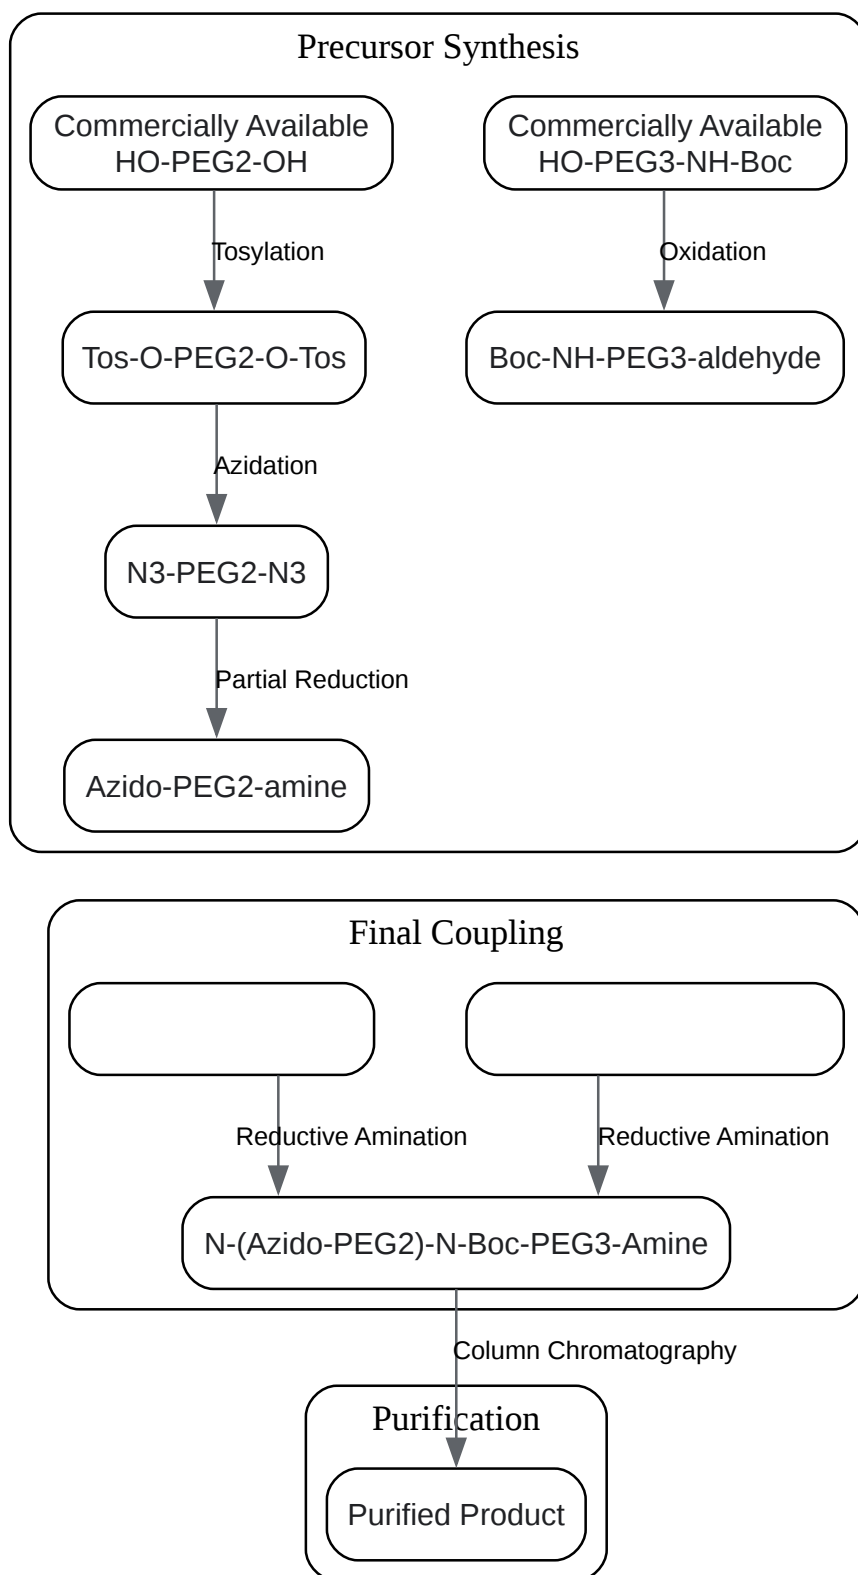 Precursor Synthesis
Commercially Available
HO-PEG2-OH
Commercially Available
HO-PEG3-NH-Boc
Tosylation
Oxidation
Tos-O-PEG2-O-Tos
Boc-NH-PEG3-aldehyde
Azidation
N3-PEG2-N3
Partial Reduction
Azido-PEG2-amine
Final Coupling
Reductive Amination
Reductive Amination
N-(Azido-PEG2)-N-Boc-PEG3-Amine
Column Chromatography
Purification
Purified Product